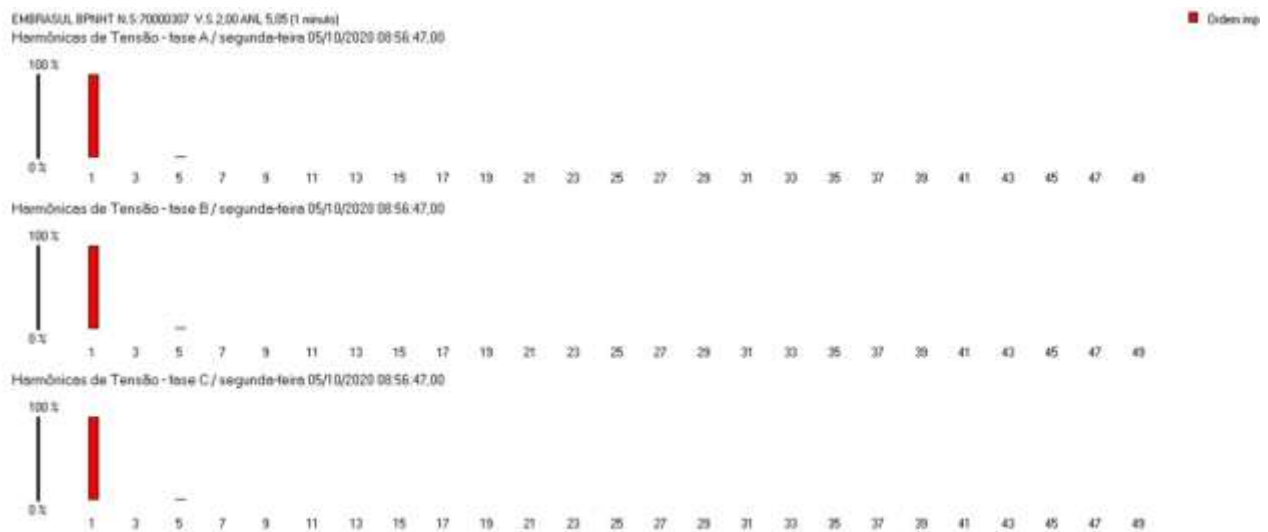 EMBRASUL BPNHT N.S:70000307 V.S 2,00 ANL 5,05 (1 minuto)
Ordem imp
Harmônicas de Tensão - fase A / segunda-feira 05/10/2020 08:56:47,00
100 %
0 %
1 3 5 7 9 11 13 15 17 19 21 23 25 27 29 31 33 35 37 39 41 43 45 47 49
Harmônicas de Tensão - fase B / segunda-feira 05/10/2020 08:56:47,00
100 %
0 %
1 3 5 7 9 11 13 15 17 19 21 23 25 27 29 31 33 35 37 39 41 43 45 47 49
Harmônicas de Tensão - fase C / segunda-feira 05/10/2020 08:56:47,00
100 %
0 %
1 3 5 7 9 11 13 15 17 19 21 23 25 27 29 31 33 35 37 39 41 43 45 47 49